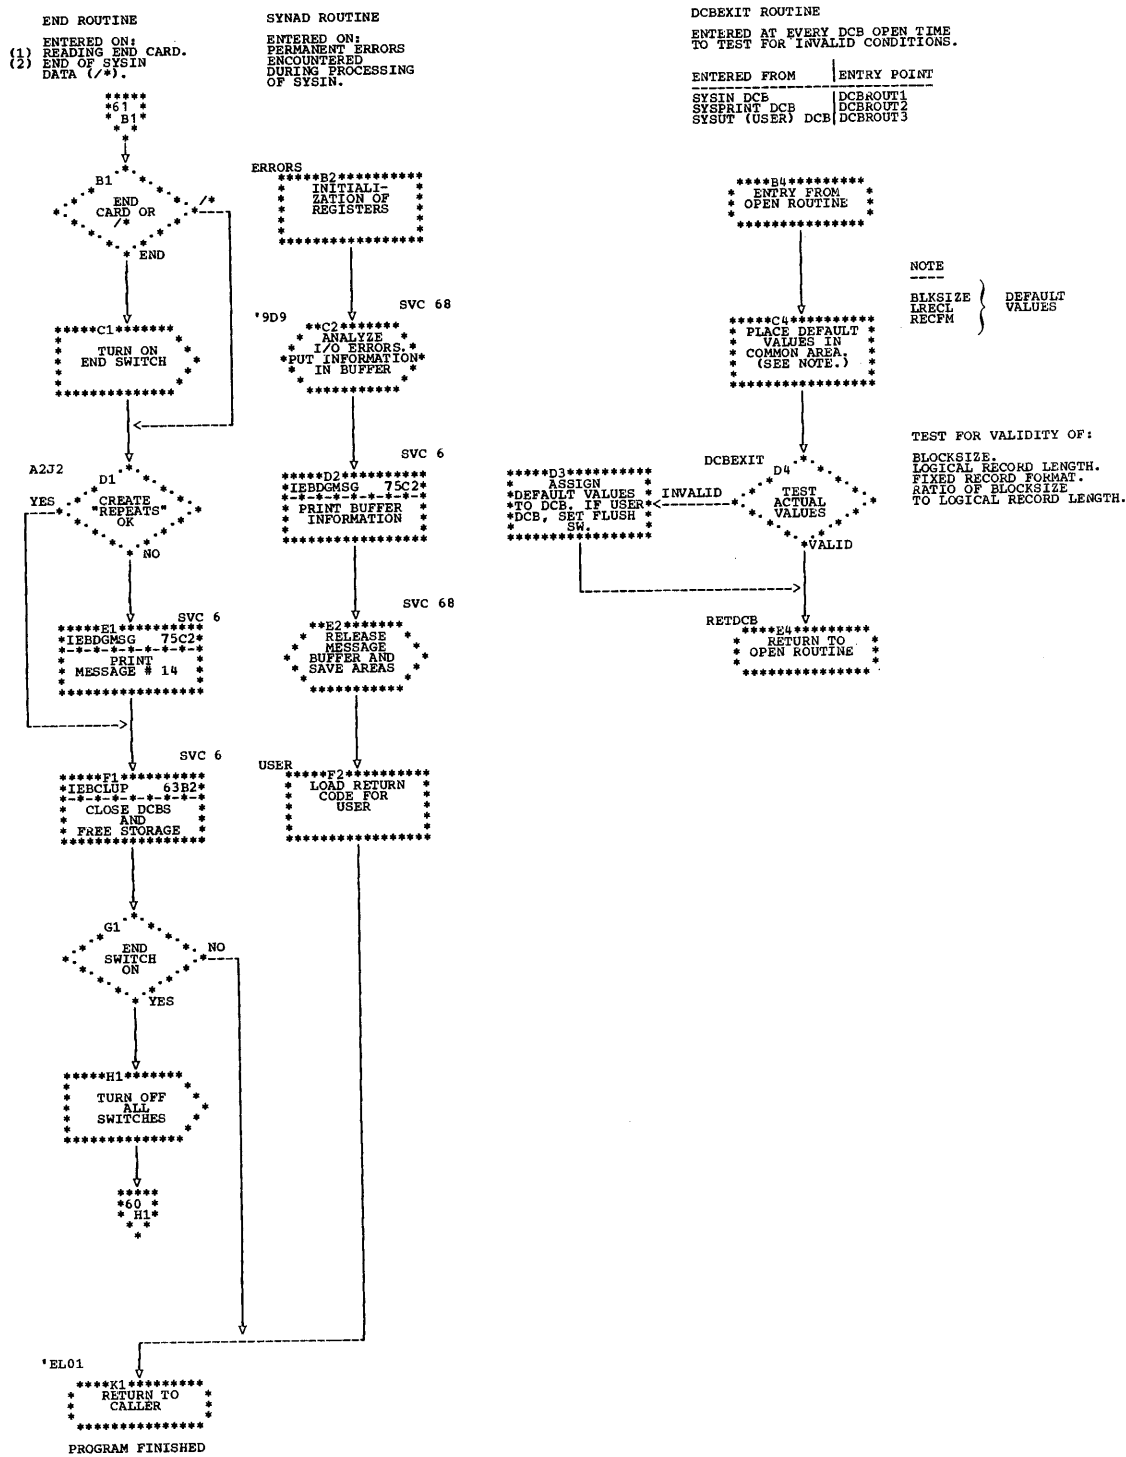 END ROUTINE
ENTERED ON:
(1) READING END CARD.
(2) END OF SYSIN
DATA (/*).
61
B1
B1
END
CARD OR
/*
/*
END
C1
TURN ON
END SWITCH
A2J2
D1
CREATE
"REPEATS"
OK
YES
NO
SVC 6
E1
IEBDGMSG 75C2
PRINT
MESSAGE # 14
SVC 6
F1
IEBCLUP 63B2
CLOSE DCBS
AND
FREE STORAGE
G1
END
SWITCH
ON
NO
YES
H1
TURN OFF
ALL
SWITCHES
60
H1
'EL01
K1
RETURN TO
CALLER
PROGRAM FINISHED
SYNAD ROUTINE
ENTERED ON:
PERMANENT ERRORS
ENCOUNTERED
DURING PROCESSING
OF SYSIN.
ERRORS
B2
INITIALI-
ZATION OF
REGISTERS
SVC 68
'9D9
C2
ANALYZE
I/O ERRORS.
PUT INFORMATION
IN BUFFER
SVC 6
D2
IEBDGMSG 75C2
PRINT BUFFER
INFORMATION
SVC 68
E2
RELEASE
MESSAGE
BUFFER AND
SAVE AREAS
USER
F2
LOAD RETURN
CODE FOR
USER
DCBEXIT ROUTINE
ENTERED AT EVERY DCB OPEN TIME
TO TEST FOR INVALID CONDITIONS.
ENTERED FROM ENTRY POINT
SYSIN DCB DCBROUT1
SYSPRINT DCB DCBROUT2
SYSUT (USER) DCB DCBROUT3
B4
ENTRY FROM
OPEN ROUTINE
NOTE
BLKSIZE
LRECL
RECFM
DEFAULT
VALUES
C4
PLACE DEFAULT
VALUES IN
COMMON AREA.
(SEE NOTE.)
TEST FOR VALIDITY OF:
BLOCKSIZE.
LOGICAL RECORD LENGTH.
FIXED RECORD FORMAT.
RATIO OF BLOCKSIZE
TO LOGICAL RECORD LENGTH.
DCBEXIT
D4
TEST
ACTUAL
VALUES
INVALID
VALID
D3
ASSIGN
DEFAULT VALUES
TO DCB. IF USER
DCB, SET FLUSH
SW.
RETDCB
E4
RETURN TO
OPEN ROUTINE